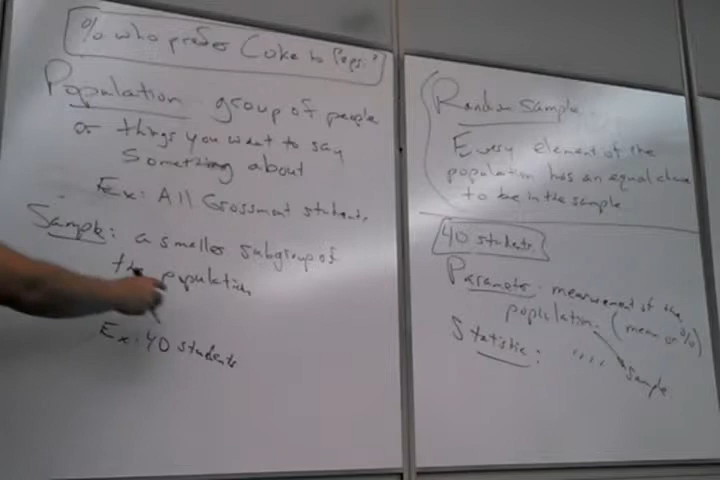 % who prefer Coke to Pepsi?
Population - group of people
or things you want to say
Something about
Ex: All Grossmont students
Sample: a smaller subgroup of
the population
Ex: 40 students
Random Sample -
Every element of the
population has an equal chance
to be in the sample
40 students
Parameter - measurement of the
population. (mean or %)
Statistic: " " " sample